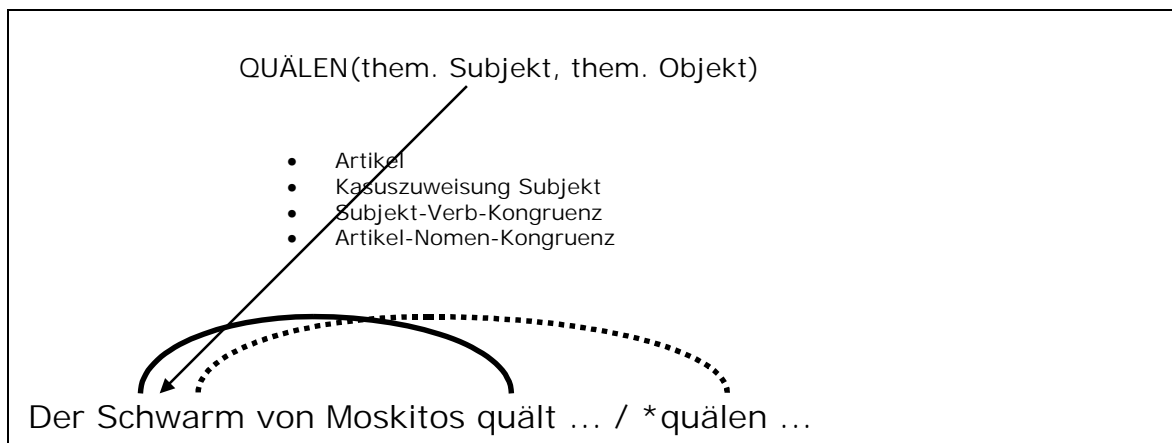 QUÄLEN(them. Subjekt, them. Objekt)
• Artikel
• Kasuszuweisung Subjekt
• Subjekt-Verb-Kongruenz
• Artikel-Nomen-Kongruenz
Der Schwarm von Moskitos quält ... / *quälen ...